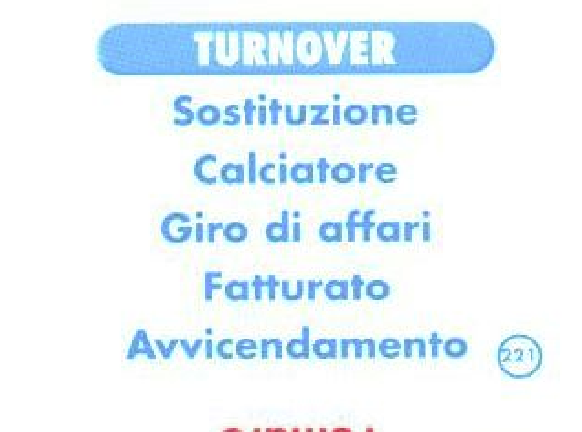 TURNOVER
Sostituzione
Calciatore
Giro di affari
Fatturato
Avvicendamento
221